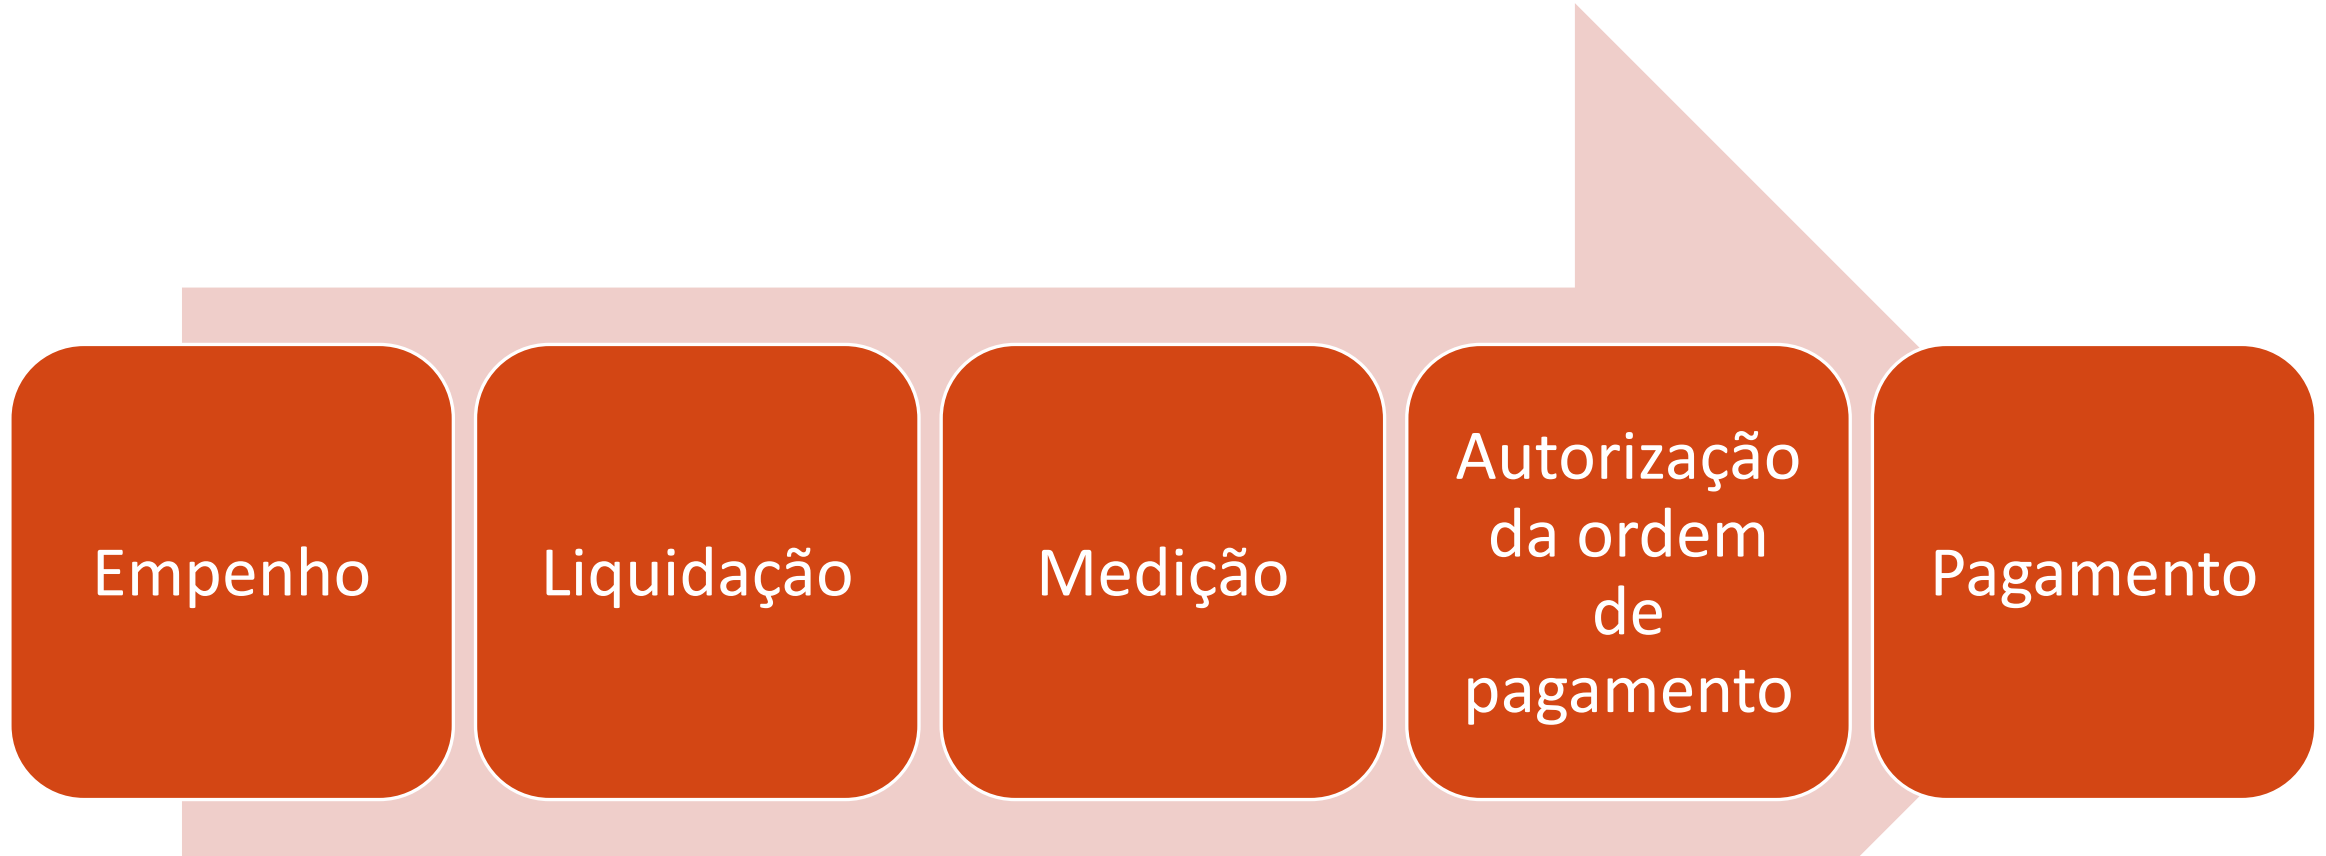 Empenho
Liquidação
Medição
Autorização
da ordem
de
pagamento
Pagamento